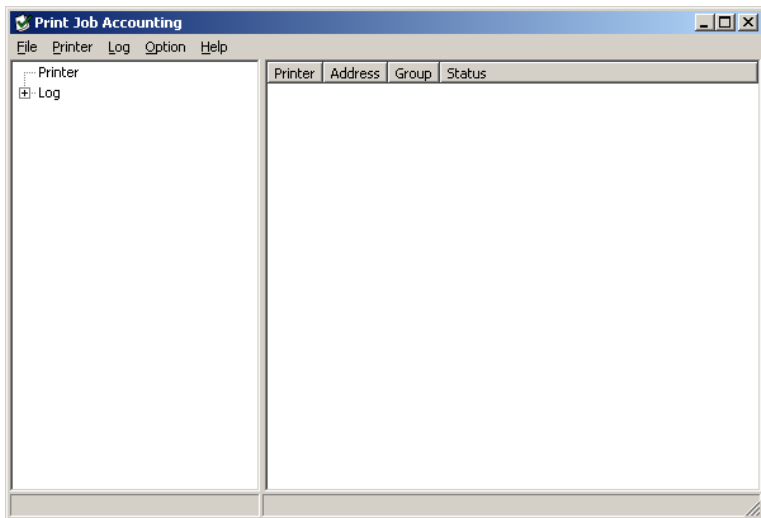 Print Job Accounting
File Printer Log Option Help
Printer
Log
Printer Address Group Status